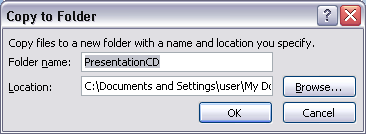 Copy to Folder
Copy files to a new folder with a name and location you specify.
Folder name: PresentationCD
Location: C:\Documents and Settings\user\My Do Browse...
OK Cancel